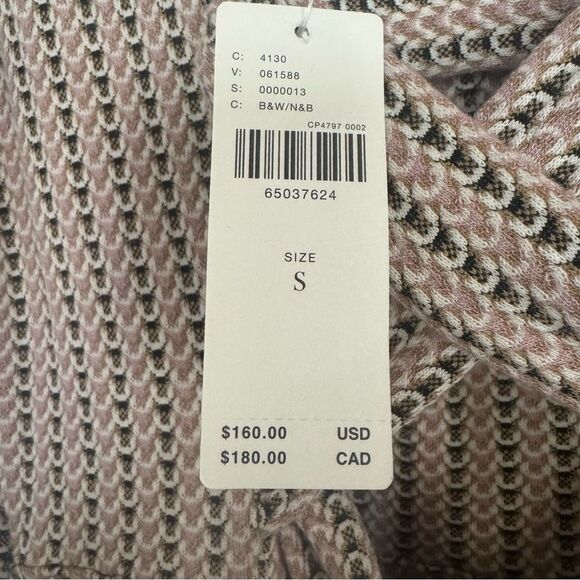 C: 4130
V: 061588
S: 0000013
C: B&W/N&B
CP4797 0002
65037624
SIZE
S
$160.00 USD
$180.00 CAD